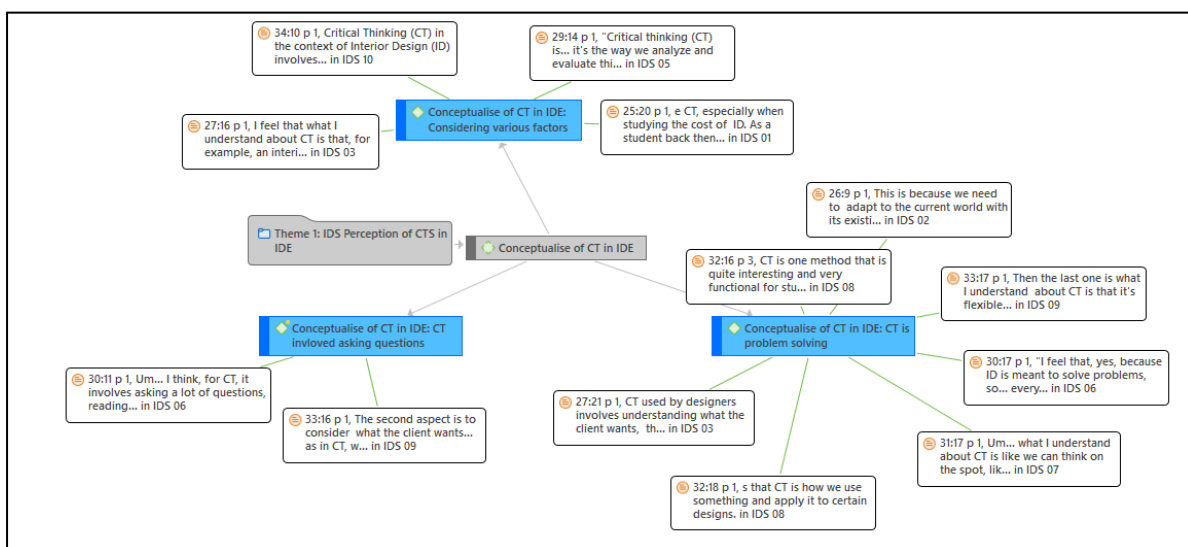 34:10 p 1, Critical Thinking (CT) in
the context of Interior Design (ID)
involves... in IDS 10
29:14 p 1, "Critical thinking (CT)
is... it's the way we analyze and
evaluate thi... in IDS 05
Conceptualise of CT in IDE:
Considering various factors
27:16 p 1, I feel that what I
understand about CT is that, for
example, an interi... in IDS 03
25:20 p 1, e CT, especially when
studying the cost of ID. As a
student back then... in IDS 01
Theme 1: IDS Perception of CTS in
IDE
Conceptualise of CT in IDE
26:9 p 1, This is because we need
to adapt to the current world with
its existi... in IDS 02
32:16 p 3, CT is one method that is
quite interesting and very
functional for stu... in IDS 08
33:17 p 1, Then the last one is what
I understand about CT is that it's
flexible... in IDS 09
Conceptualise of CT in IDE: CT
invloved asking questions
Conceptualise of CT in IDE: CT is
problem solving
30:11 p 1, Um... I think, for CT, it
involves asking a lot of questions,
reading... in IDS 06
33:16 p 1, The second aspect is to
consider what the client wants...
as in CT, w... in IDS 09
27:21 p 1, CT used by designers
involves understanding what the
client wants, th... in IDS 03
30:17 p 1, "I feel that, yes, because
ID is meant to solve problems,
so... every... in IDS 06
31:17 p 1, Um... what I understand
about CT is like we can think on
the spot, lik... in IDS 07
32:18 p 1, s that CT is how we use
something and apply it to certain
designs. in IDS 08